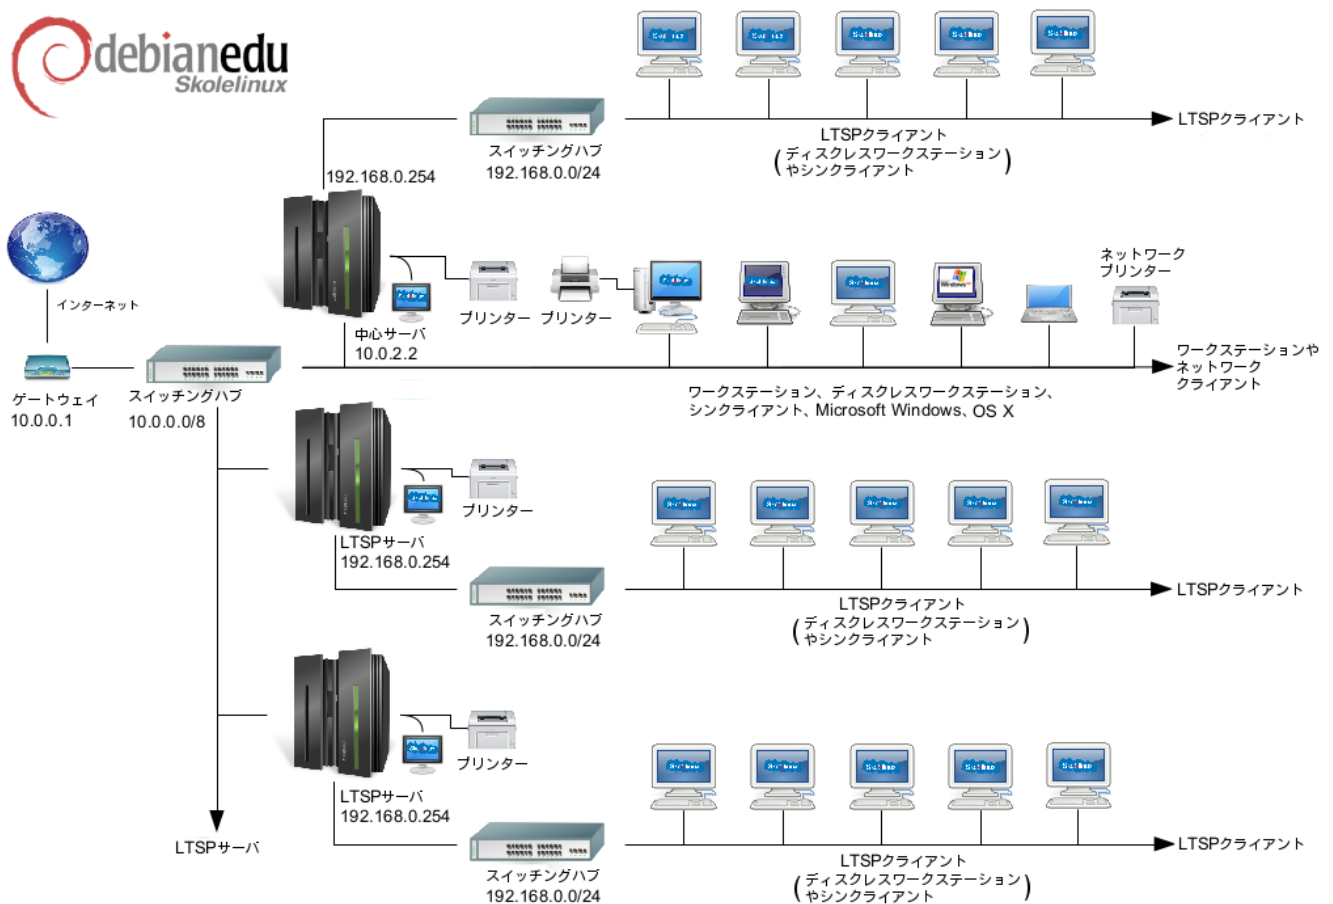 debianedu
Skolelinux
スイッチングハブ
192.168.0.0/24
LTSPクライアント
(ディスクレスワークステーション
やシンクライアント)
LTSPクライアント
192.168.0.254
インターネット
中心サーバ
10.0.2.2
プリンター
プリンター
Windows
ネットワーク
プリンター
ゲートウェイ
10.0.0.1
スイッチングハブ
10.0.0.0/8
ワークステーション、ディスクレスワークステーション、
シンクライアント、Microsoft Windows、OS X
ワークステーションや
ネットワーク
クライアント
プリンター
LTSPサーバ
192.168.0.254
スイッチングハブ
192.168.0.0/24
LTSPクライアント
(ディスクレスワークステーション
やシンクライアント)
LTSPクライアント
プリンター
LTSPサーバ
192.168.0.254
LTSPサーバ
スイッチングハブ
192.168.0.0/24
LTSPクライアント
(ディスクレスワークステーション
やシンクライアント)
LTSPクライアント